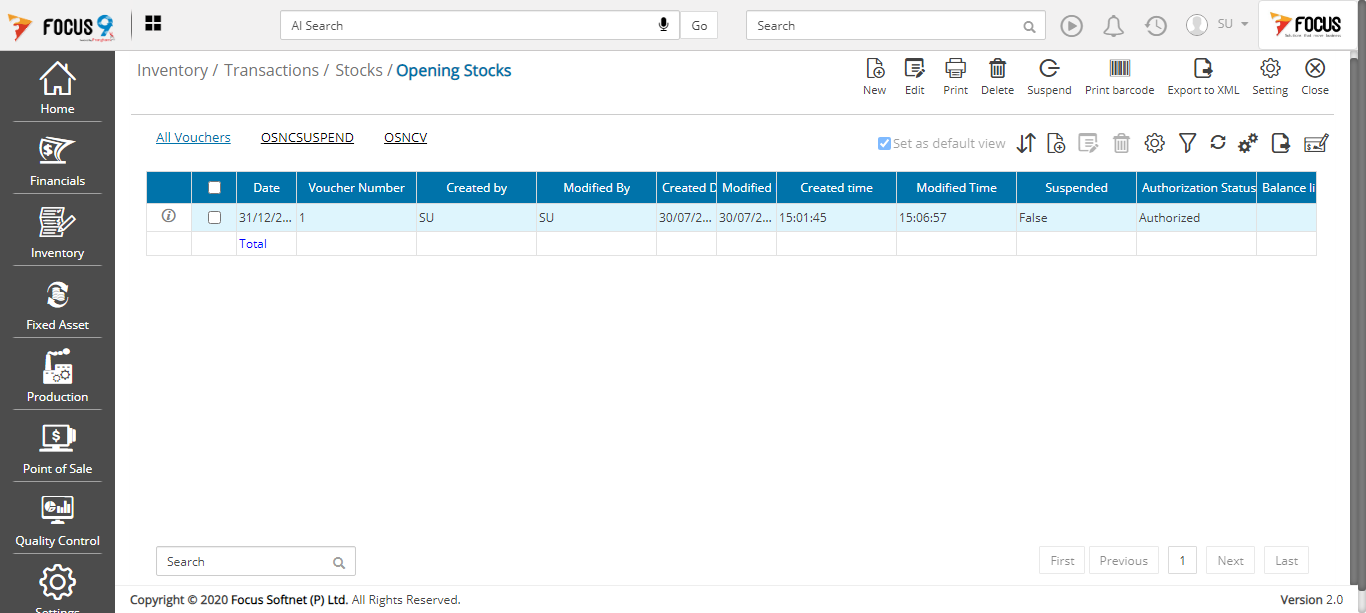 FOCUS 9
AI Search
Go
Search
SU
FOCUS
Home
Financials
Inventory
Fixed Asset
Production
Point of Sale
Quality Control
Settings
Inventory / Transactions / Stocks / Opening Stocks
New Edit Print Delete Suspend Print barcode Export to XML Setting Close
All Vouchers OSNCSUSPEND OSNCV
Set as default view
Date Voucher Number Created by Modified By Created D Modified Created time Modified Time Suspended Authorization Status Balance li
31/12/2... 1 SU SU 30/07/2... 30/07/2... 15:01:45 15:06:57 False Authorized
Total
Search
First Previous 1 Next Last
Copyright © 2020 Focus Softnet (P) Ltd. All Rights Reserved.
Version 2.0